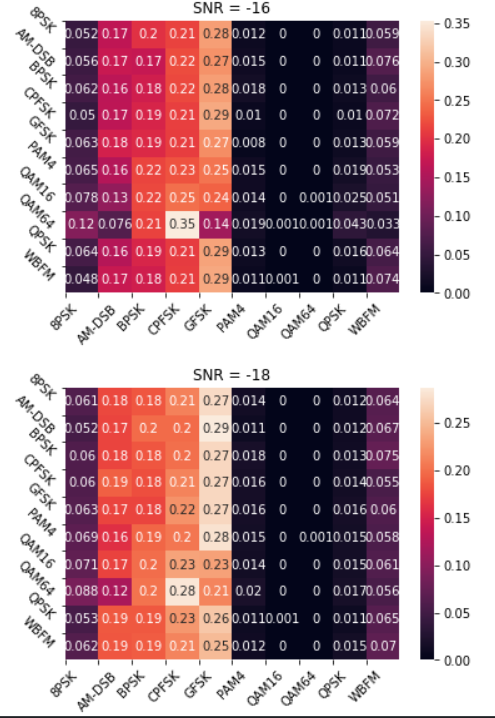 SNR = -16
8PSK 0.052 0.17 0.2 0.21 0.28 0.012 0 0 0.011 0.059
AM-DSB 0.056 0.17 0.17 0.22 0.27 0.015 0 0 0.011 0.076
BPSK 0.062 0.16 0.18 0.22 0.28 0.018 0 0 0.013 0.06
CPFSK 0.05 0.17 0.19 0.21 0.29 0.01 0 0 0.01 0.072
GFSK 0.063 0.18 0.19 0.21 0.27 0.008 0 0 0.013 0.059
PAM4 0.065 0.16 0.22 0.23 0.25 0.015 0 0 0.019 0.053
QAM16 0.078 0.13 0.22 0.25 0.24 0.014 0 0.001 0.025 0.051
QAM64 0.12 0.076 0.21 0.35 0.14 0.019 0.001 0.001 0.043 0.033
QPSK 0.064 0.16 0.19 0.21 0.29 0.013 0 0 0.016 0.064
WBFM 0.048 0.17 0.18 0.21 0.29 0.011 0.001 0 0.011 0.074
8PSK AM-DSB BPSK CPFSK GFSK PAM4 QAM16 QAM64 QPSK WBFM
0.35
0.30
0.25
0.20
0.15
0.10
0.05
0.00
SNR = -18
8PSK 0.061 0.18 0.18 0.21 0.27 0.014 0 0 0.012 0.064
AM-DSB 0.052 0.17 0.2 0.2 0.29 0.011 0 0 0.012 0.067
BPSK 0.06 0.18 0.18 0.2 0.27 0.018 0 0 0.013 0.075
CPFSK 0.06 0.19 0.18 0.21 0.27 0.016 0 0 0.014 0.055
GFSK 0.063 0.17 0.18 0.22 0.27 0.016 0 0 0.016 0.06
PAM4 0.069 0.16 0.19 0.2 0.28 0.015 0 0.001 0.015 0.058
QAM16 0.071 0.17 0.2 0.23 0.23 0.014 0 0 0.015 0.061
QAM64 0.088 0.12 0.2 0.28 0.21 0.02 0 0 0.017 0.056
QPSK 0.053 0.19 0.19 0.23 0.26 0.011 0.001 0 0.011 0.065
WBFM 0.062 0.19 0.19 0.21 0.25 0.012 0 0 0.015 0.07
8PSK AM-DSB BPSK CPFSK GFSK PAM4 QAM16 QAM64 QPSK WBFM
0.25
0.20
0.15
0.10
0.05
0.00